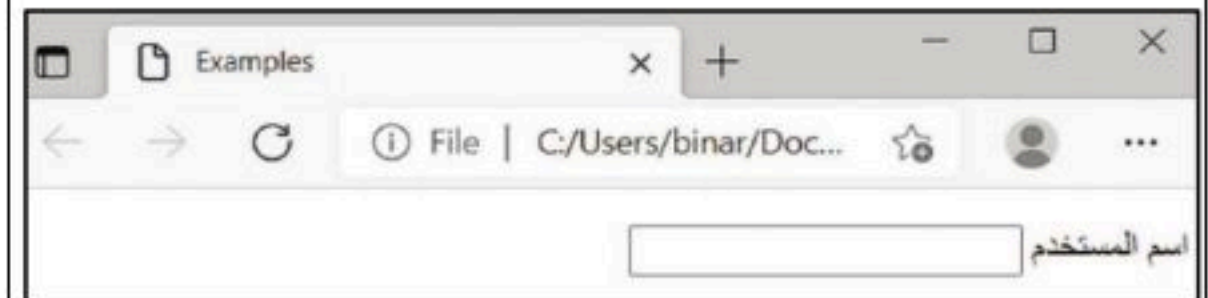 Examples
File | C:/Users/binar/Doc...
اسم المستخدم